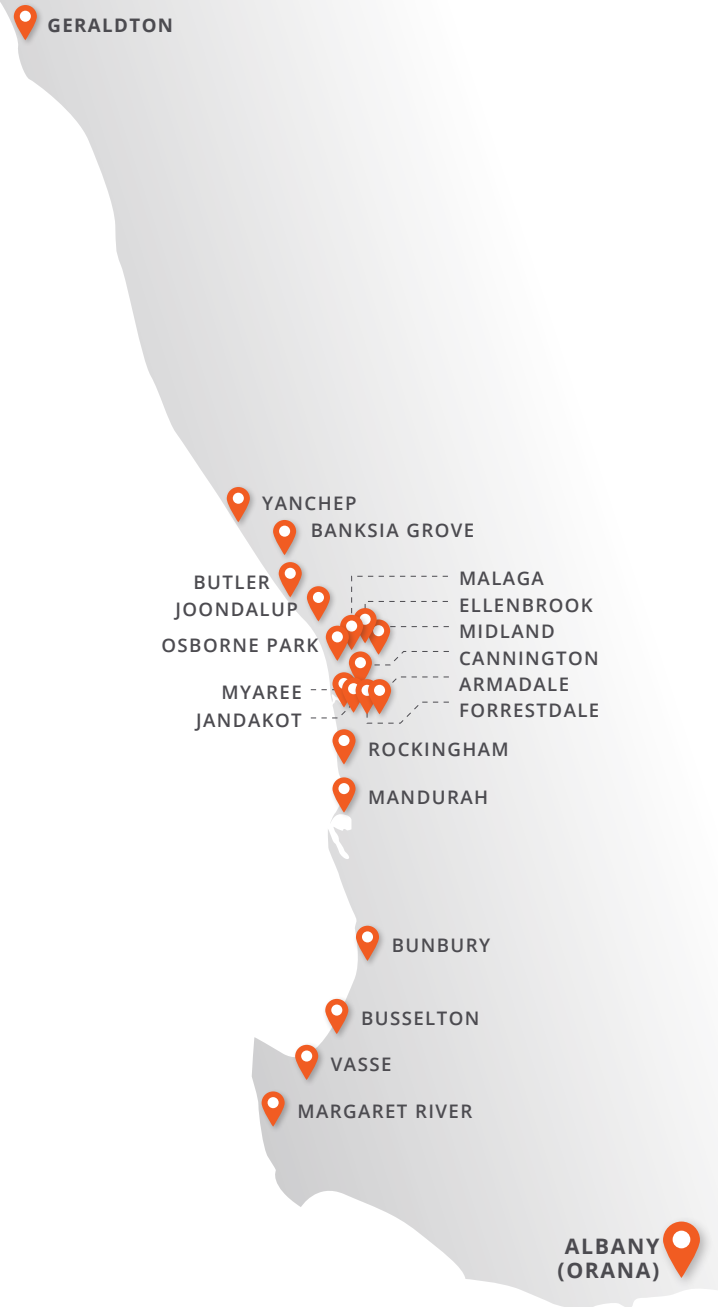 GERALDTON
YANCHEP
BANKSIA GROVE
BUTLER
MALAGA
JOONDALUP
ELLENBROOK
MIDLAND
OSBORNE PARK
CANNINGTON
ARMADALE
MYAREE
FORRESTDALE
JANDAKOT
ROCKINGHAM
MANDURAH
BUNBURY
BUSSELTON
VASSE
MARGARET RIVER
ALBANY
(ORANA)